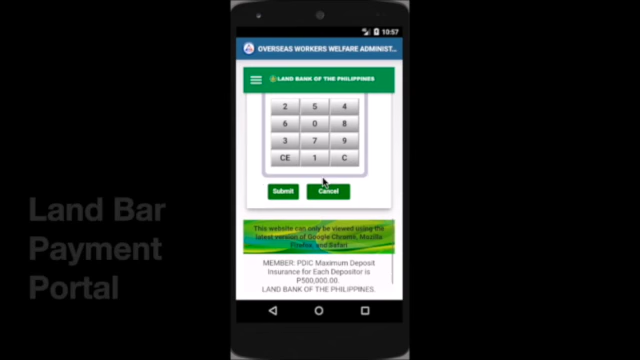 10:57
OVERSEAS WORKERS WELFARE ADMINIST...
LAND BANK OF THE PHILIPPINES
2 5 4
6 0 8
3 7 9
CE 1 C
Submit Cancel
This website can only be viewed using the
latest version of Google Chrome, Mozilla
Firefox, and Safari
MEMBER: PDIC Maximum Deposit
Insurance for Each Depositor is
P500,000.00.
LAND BANK OF THE PHILIPPINES.
Land Bar
Payment
Portal